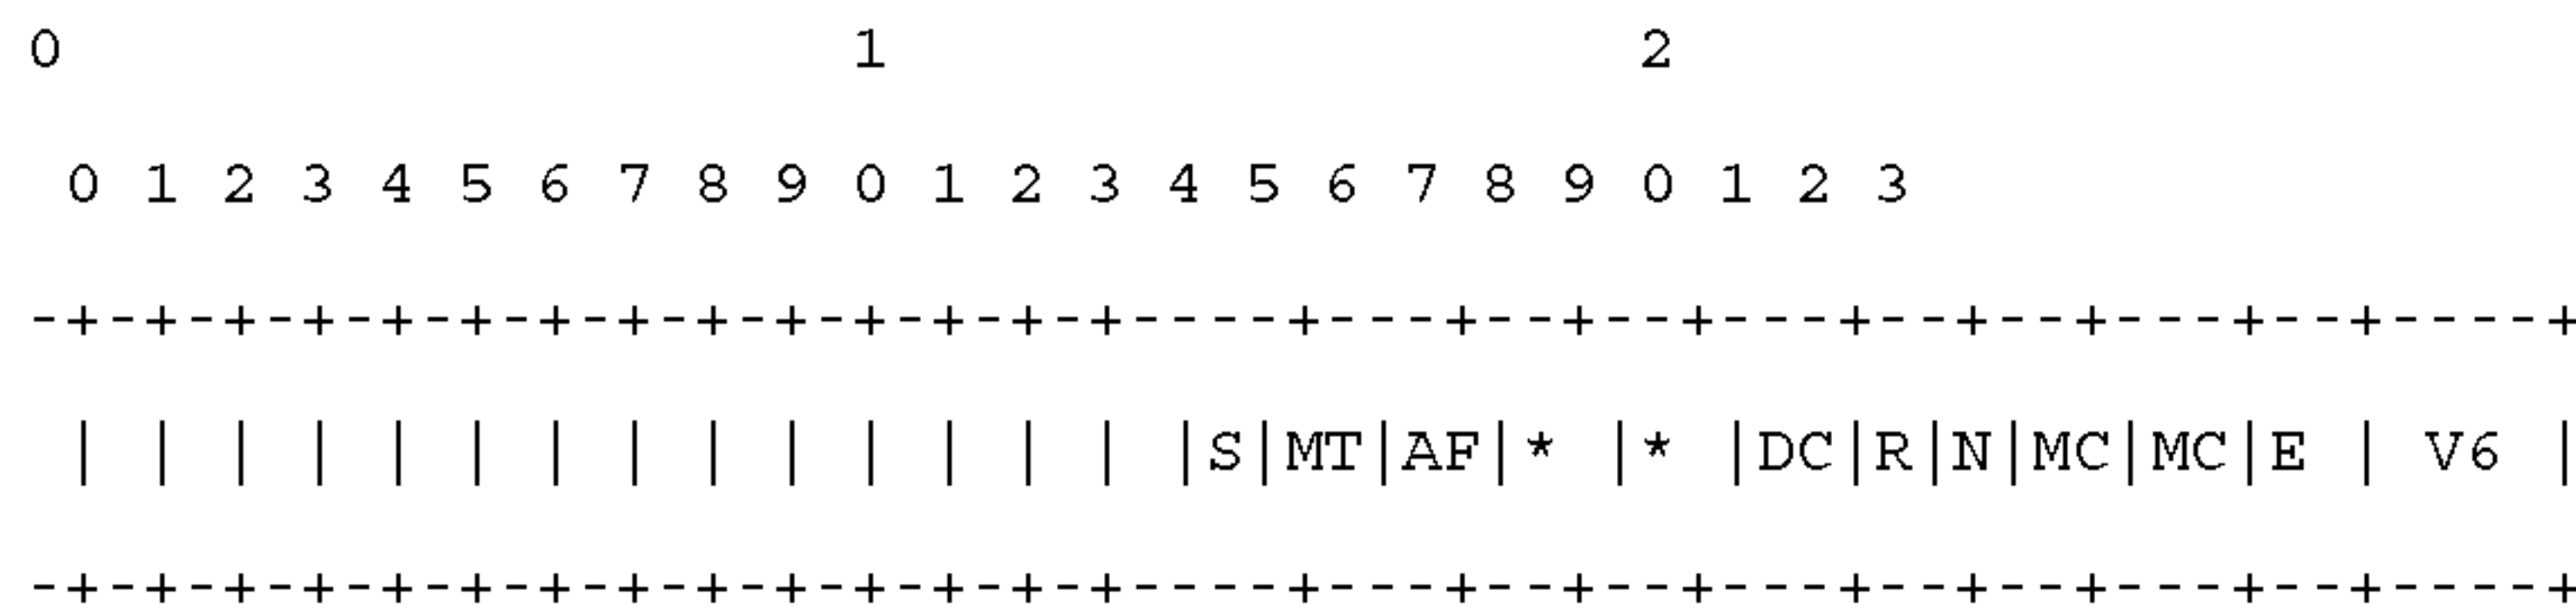 0                    1                   2
 0 1 2 3 4 5 6 7 8 9 0 1 2 3 4 5 6 7 8 9 0 1 2 3
-+-+-+-+-+-+-+-+-+-+-+-+-+-+----+---+--+--+---+--+--+---+--+----+
 | | | | | | | | | | | | | | |S|MT|AF|* |* |DC|R|N|MC|MC|E | V6 |
-+-+-+-+-+-+-+-+-+-+-+-+-+-+----+---+--+--+---+--+--+---+--+----+